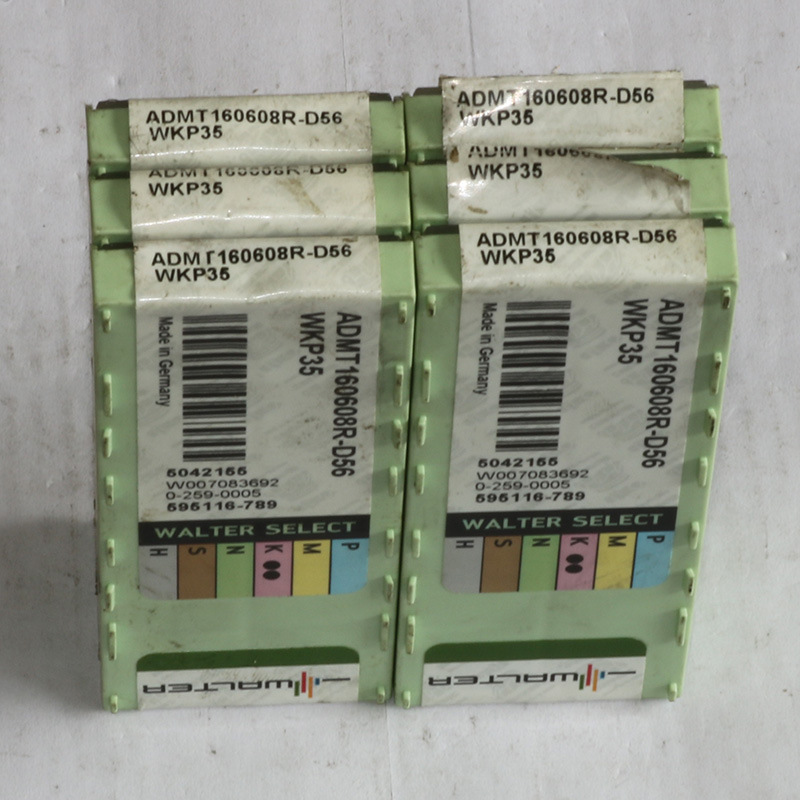 ADMT160608R-D56
WKP35
ADMT160608R-D56
WKP35
ADMT160608R-D56
WKP35
ADMT160608R-D56
WKP35
Made in Germany
5042155
W007083692
0-259-0005
595116-789
WALTER SELECT
H S N K M P
WALTER
ADMT160608R-D56
WKP35
WKP35
ADMT160608R-D56
WKP35
ADMT160608R-D56
WKP35
Made in Germany
5042155
W007083692
0-259-0005
595116-789
WALTER SELECT
H S N K M P
WALTER